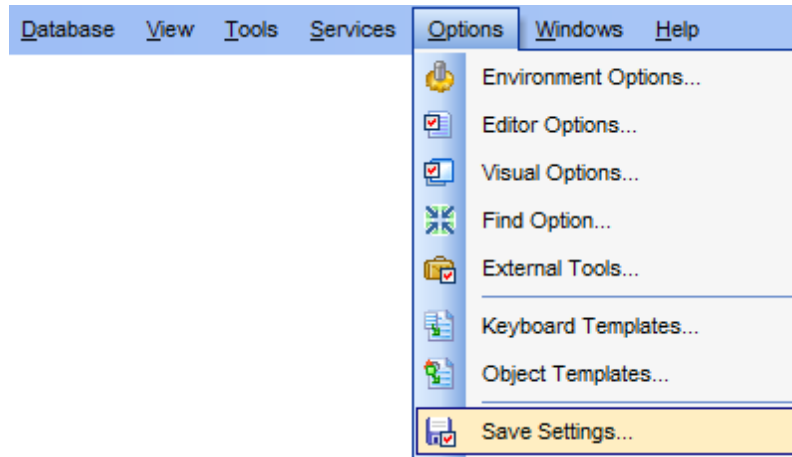 Database View Tools Services Options Windows Help
Environment Options...
Editor Options...
Visual Options...
Find Option...
External Tools...
Keyboard Templates...
Object Templates...
Save Settings...